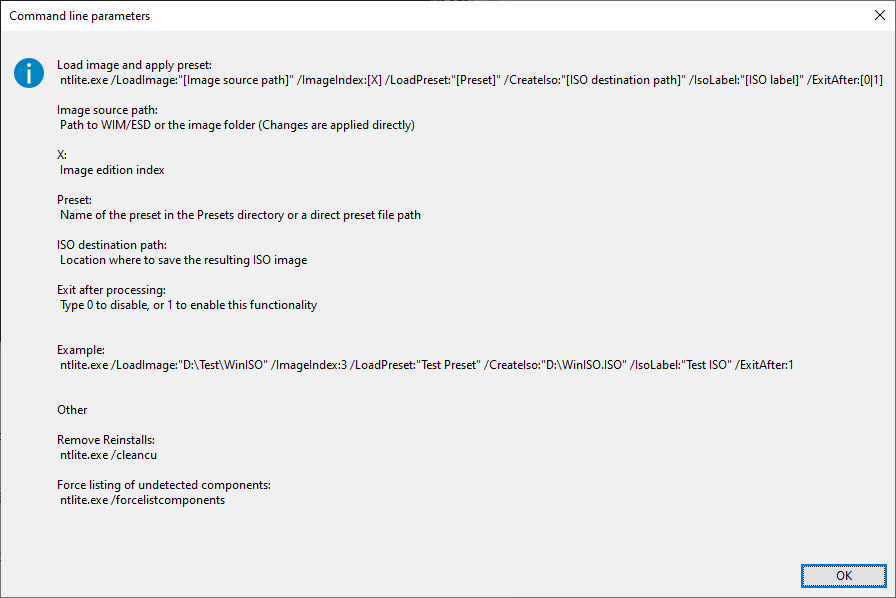 Command line parameters
Load image and apply preset:
ntlite.exe /LoadImage:"[Image source path]" /ImageIndex:[X] /LoadPreset:"[Preset]" /CreateIso:"[ISO destination path]" /IsoLabel:"[ISO label]" /ExitAfter:[0|1]
Image source path:
Path to WIM/ESD or the image folder (Changes are applied directly)
X:
Image edition index
Preset:
Name of the preset in the Presets directory or a direct preset file path
ISO destination path:
Location where to save the resulting ISO image
Exit after processing:
Type 0 to disable, or 1 to enable this functionality
Example:
ntlite.exe /LoadImage:"D:\Test\WinISO" /ImageIndex:3 /LoadPreset:"Test Preset" /CreateIso:"D:\WinISO.ISO" /IsoLabel:"Test ISO" /ExitAfter:1
Other
Remove Reinstalls:
ntlite.exe /cleancu
Force listing of undetected components:
ntlite.exe /forcelistcomponents
OK